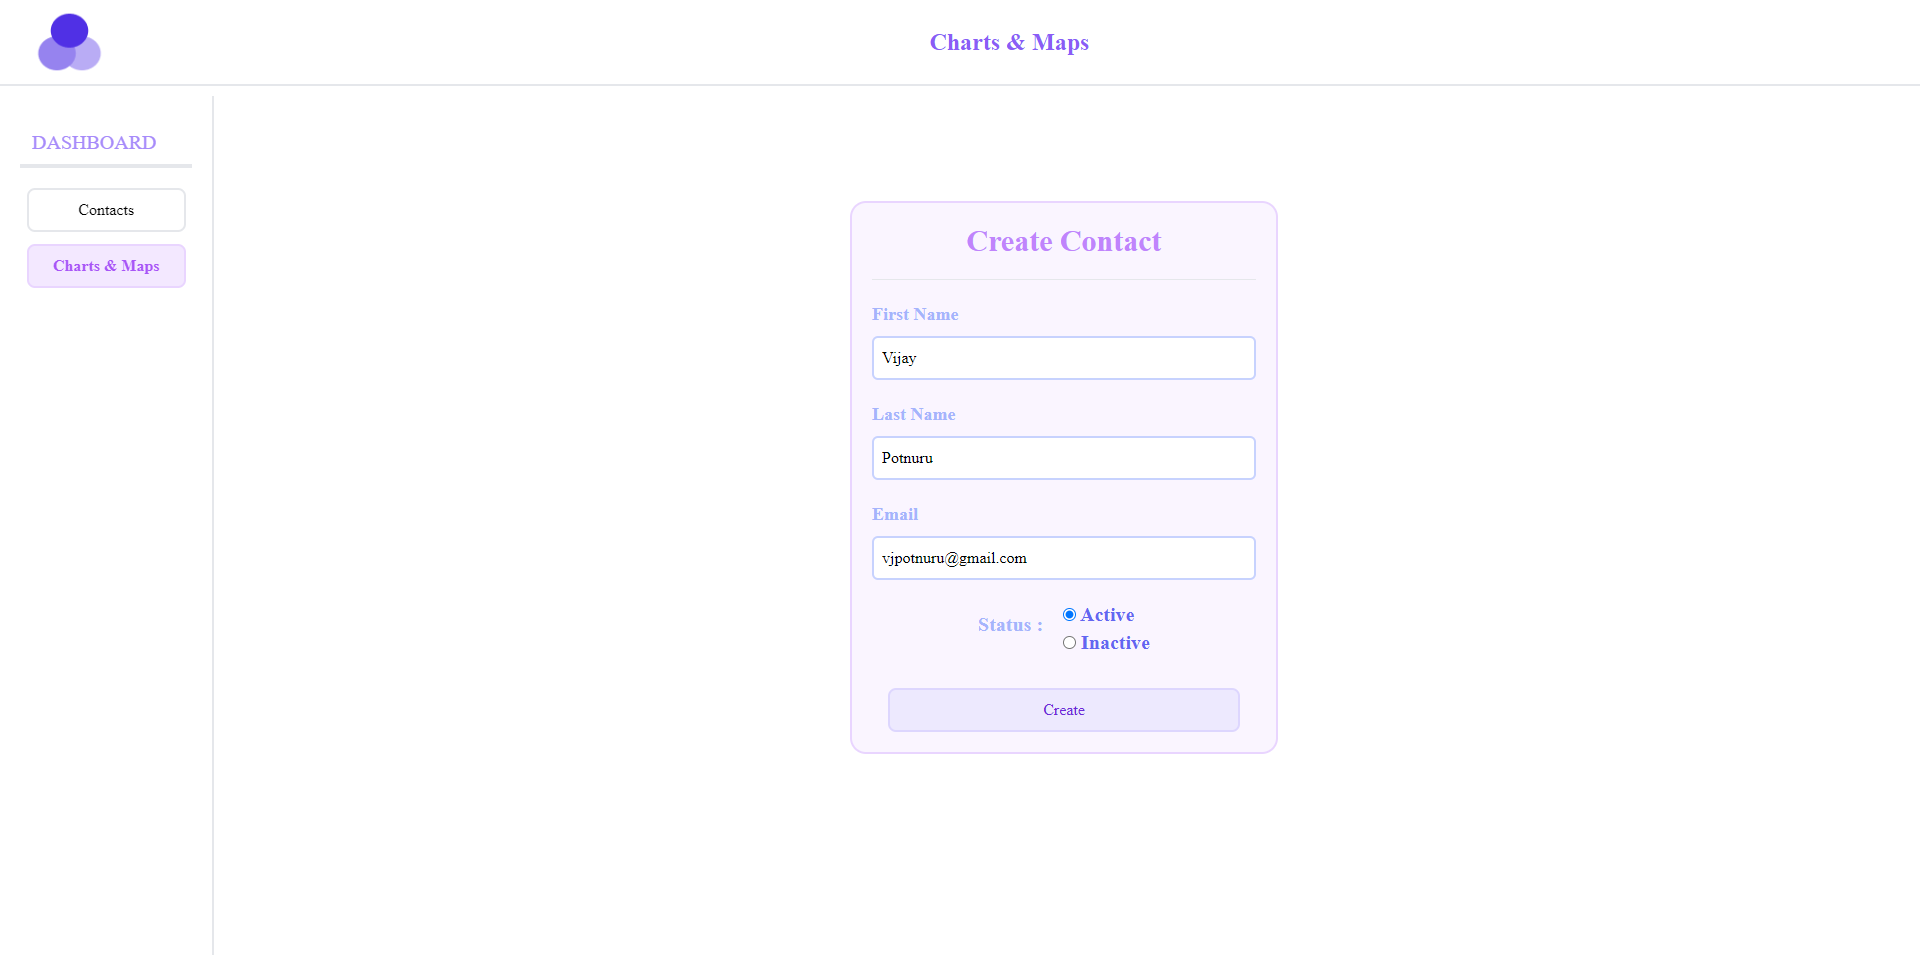 Charts & Maps
DASHBOARD
Contacts
Charts & Maps
Create Contact
First Name
Vijay
Last Name
Potnuru
Email
vjpotnuru@gmail.com
Status :
Active
Inactive
Create